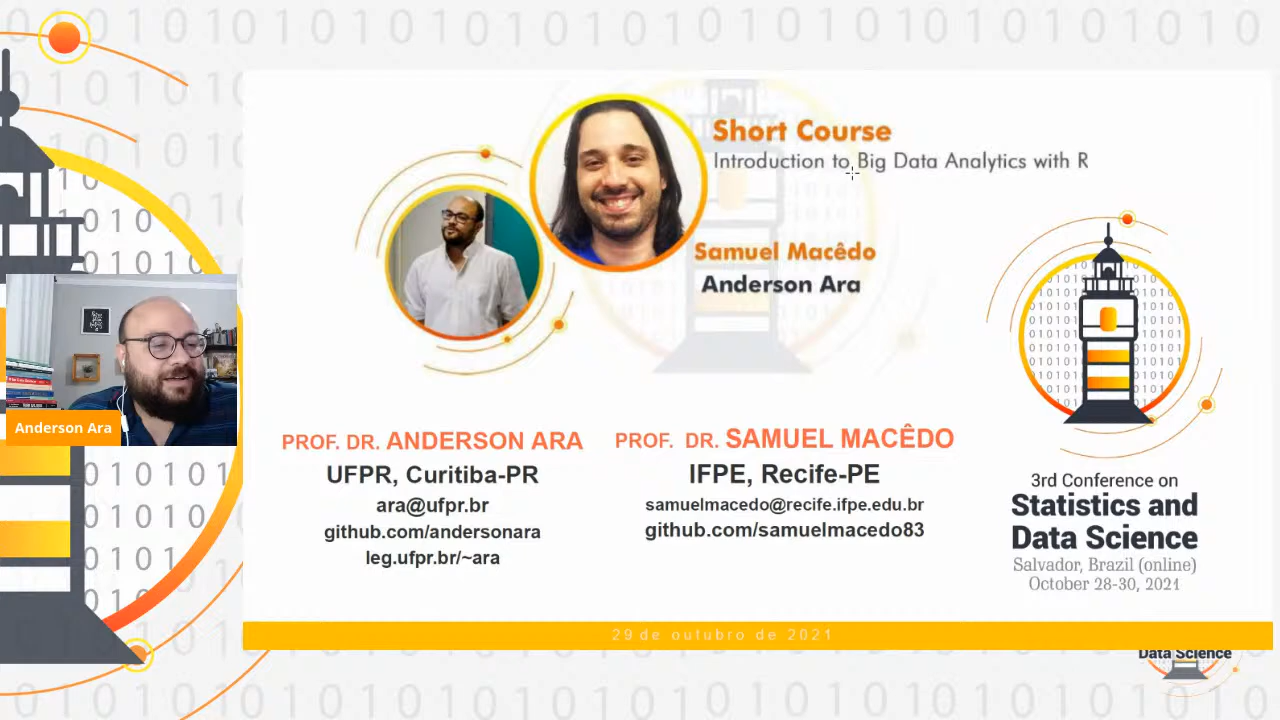 Short Course
Introduction to Big Data Analytics with R
Samuel Macêdo
Anderson Ara
Anderson Ara
PROF. DR. ANDERSON ARA
UFPR, Curitiba-PR
ara@ufpr.br
github.com/andersonara
leg.ufpr.br/~ara
PROF. DR. SAMUEL MACÊDO
IFPE, Recife-PE
samuelmacedo@recife.ifpe.edu.br
github.com/samuelmacedo83
3rd Conference on
Statistics and
Data Science
Salvador, Brazil (online)
October 28-30, 2021
29 de outubro de 2021
Data Science